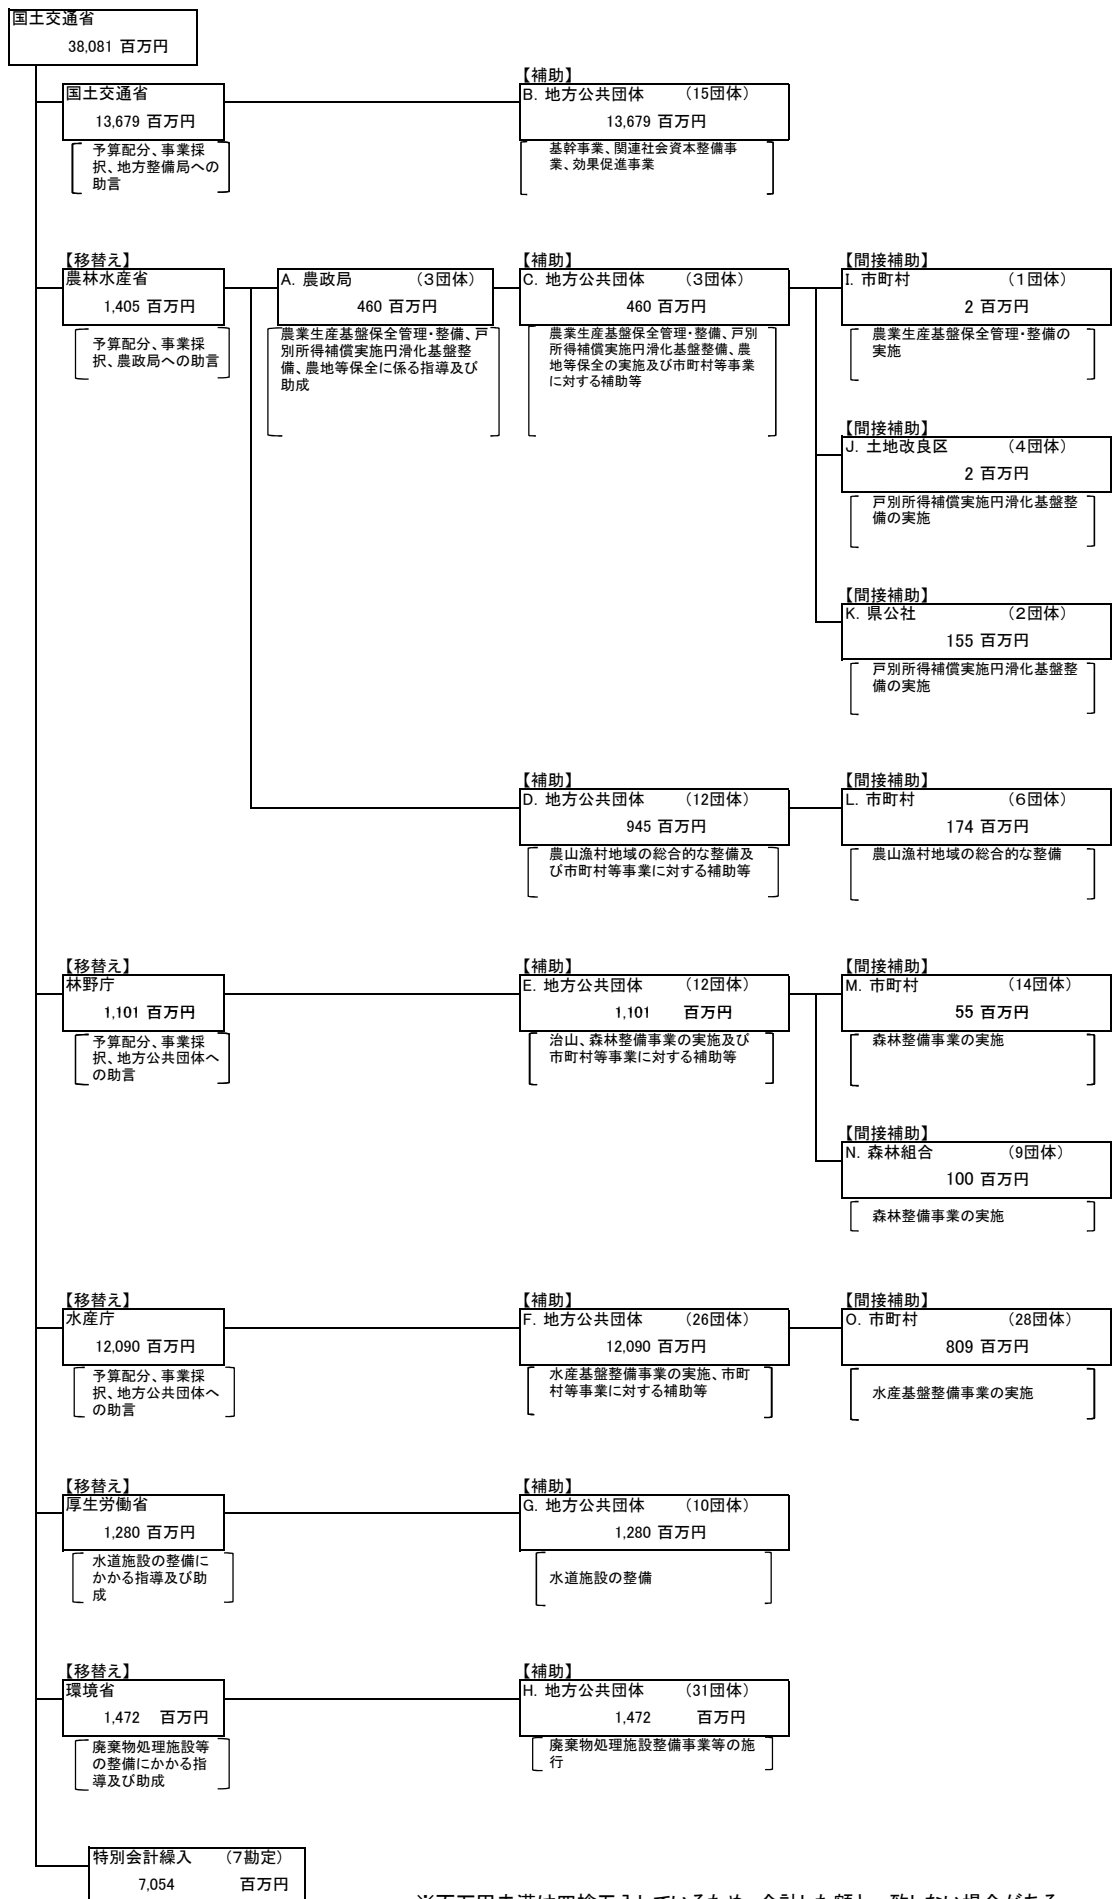 国土交通省
38,081 百万円
国土交通省
13,679 百万円
予算配分、事業採
択、地方整備局への
助言
【補助】
B. 地方公共団体 (15団体)
13,679 百万円
基幹事業、関連社会資本整備事
業、効果促進事業
【移替え】
農林水産省
1,405 百万円
予算配分、事業採
択、農政局への助言
A. 農政局 (3団体)
460 百万円
農業生産基盤保全管理・整備、戸
別所得補償実施円滑化基盤整
備、農地等保全に係る指導及び
助成
【補助】
C. 地方公共団体 (3団体)
460 百万円
農業生産基盤保全管理・整備、戸別
所得補償実施円滑化基盤整備、農
地等保全の実施及び市町村等事業
に対する補助等
【間接補助】
I. 市町村 (1団体)
2 百万円
農業生産基盤保全管理・整備の
実施
【間接補助】
J. 土地改良区 (4団体)
2 百万円
戸別所得補償実施円滑化基盤整
備の実施
【間接補助】
K. 県公社 (2団体)
155 百万円
戸別所得補償実施円滑化基盤整
備の実施
【補助】
D. 地方公共団体 (12団体)
945 百万円
農山漁村地域の総合的な整備及
び市町村等事業に対する補助等
【間接補助】
L. 市町村 (6団体)
174 百万円
農山漁村地域の総合的な整備
【移替え】
林野庁
1,101 百万円
予算配分、事業採
択、地方公共団体へ
の助言
【補助】
E. 地方公共団体 (12団体)
1,101 百万円
治山、森林整備事業の実施及び
市町村等事業に対する補助等
【間接補助】
M. 市町村 (14団体)
55 百万円
森林整備事業の実施
【間接補助】
N. 森林組合 (9団体)
100 百万円
森林整備事業の実施
【移替え】
水産庁
12,090 百万円
予算配分、事業採
択、地方公共団体へ
の助言
【補助】
F. 地方公共団体 (26団体)
12,090 百万円
水産基盤整備事業の実施、市町
村等事業に対する補助等
【間接補助】
O. 市町村 (28団体)
809 百万円
水産基盤整備事業の実施
【移替え】
厚生労働省
1,280 百万円
水道施設の整備に
かかる指導及び助
成
【補助】
G. 地方公共団体 (10団体)
1,280 百万円
水道施設の整備
【移替え】
環境省
1,472 百万円
廃棄物処理施設等
の整備にかかる指
導及び助成
【補助】
H. 地方公共団体 (31団体)
1,472 百万円
廃棄物処理施設整備事業等の施
行
特別会計繰入 (7勘定)
7,054 百万円
※百万円未満は四捨五入しているため、合計した額と一致しない場合がある